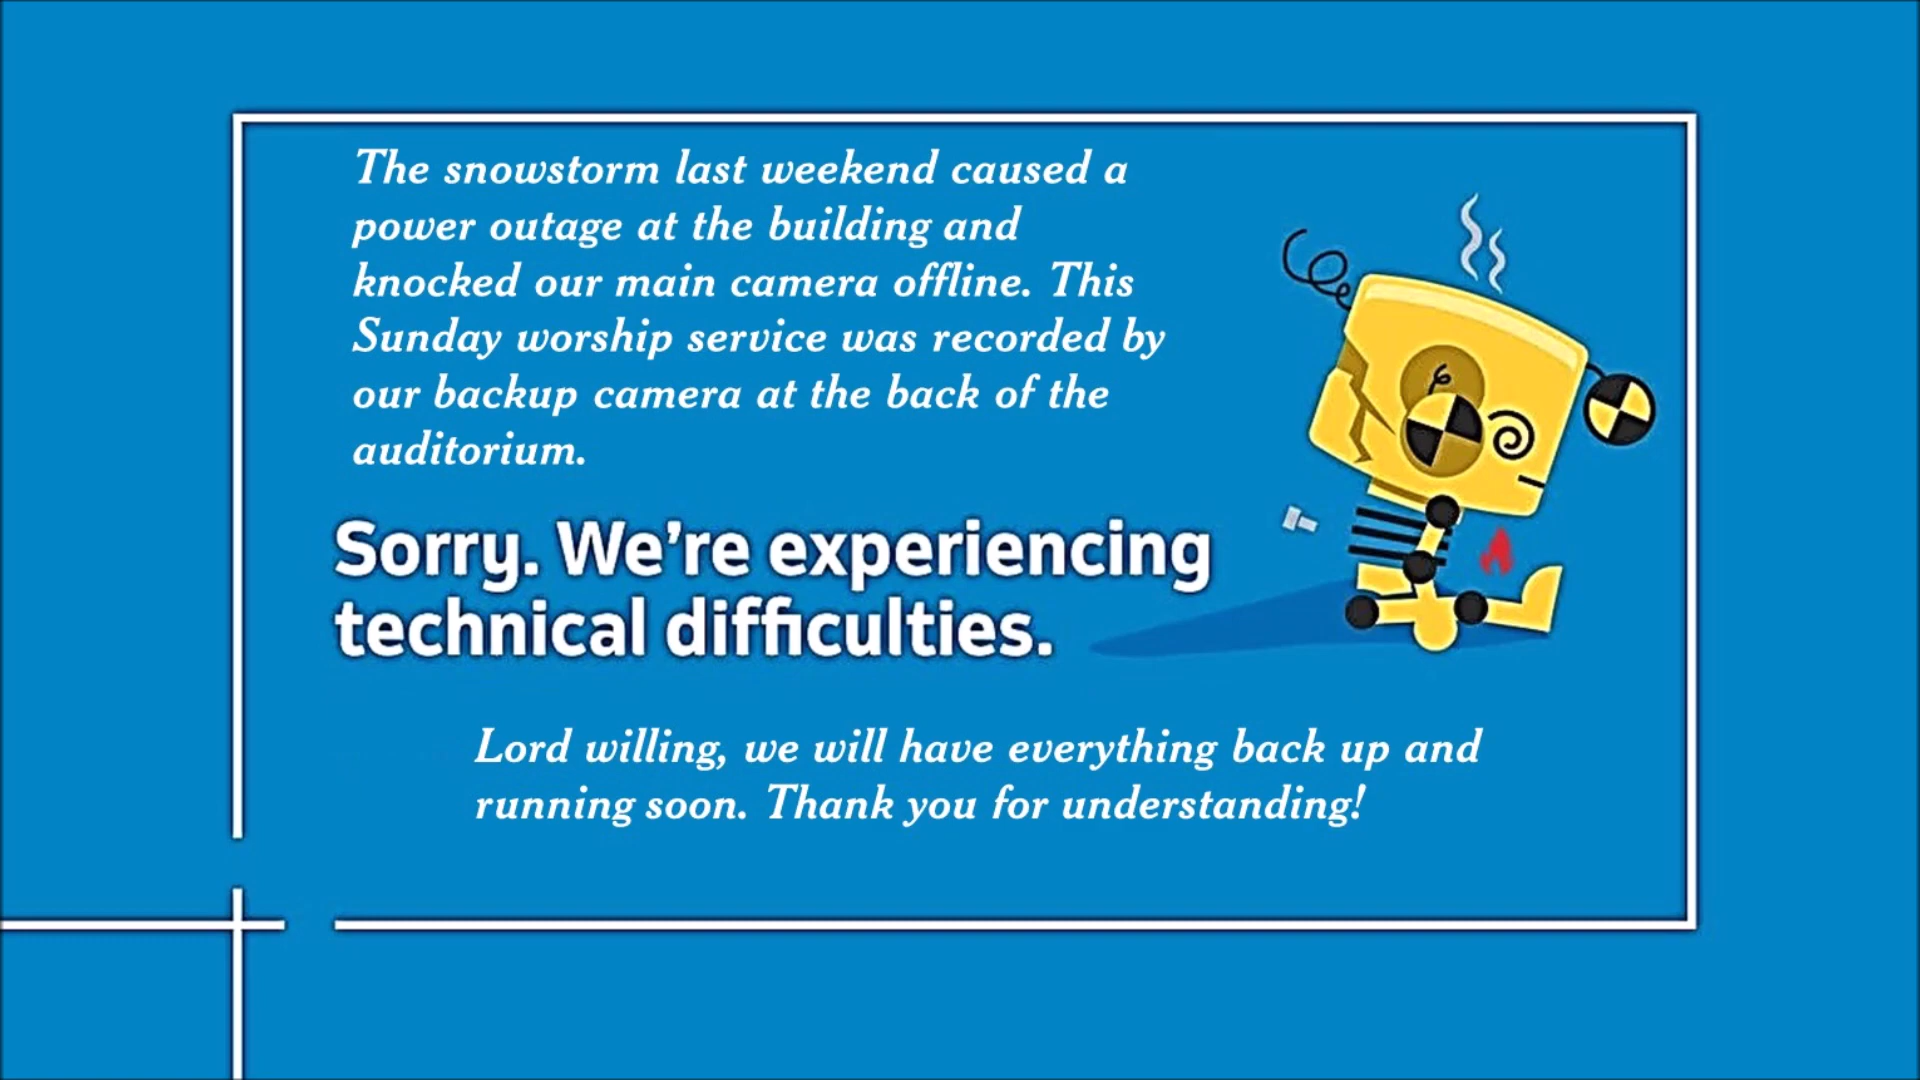 The snowstorm last weekend caused a
power outage at the building and
knocked our main camera offline. This
Sunday worship service was recorded by
our backup camera at the back of the
auditorium.
Sorry. We're experiencing
technical difficulties.
Lord willing, we will have everything back up and
running soon. Thank you for understanding!